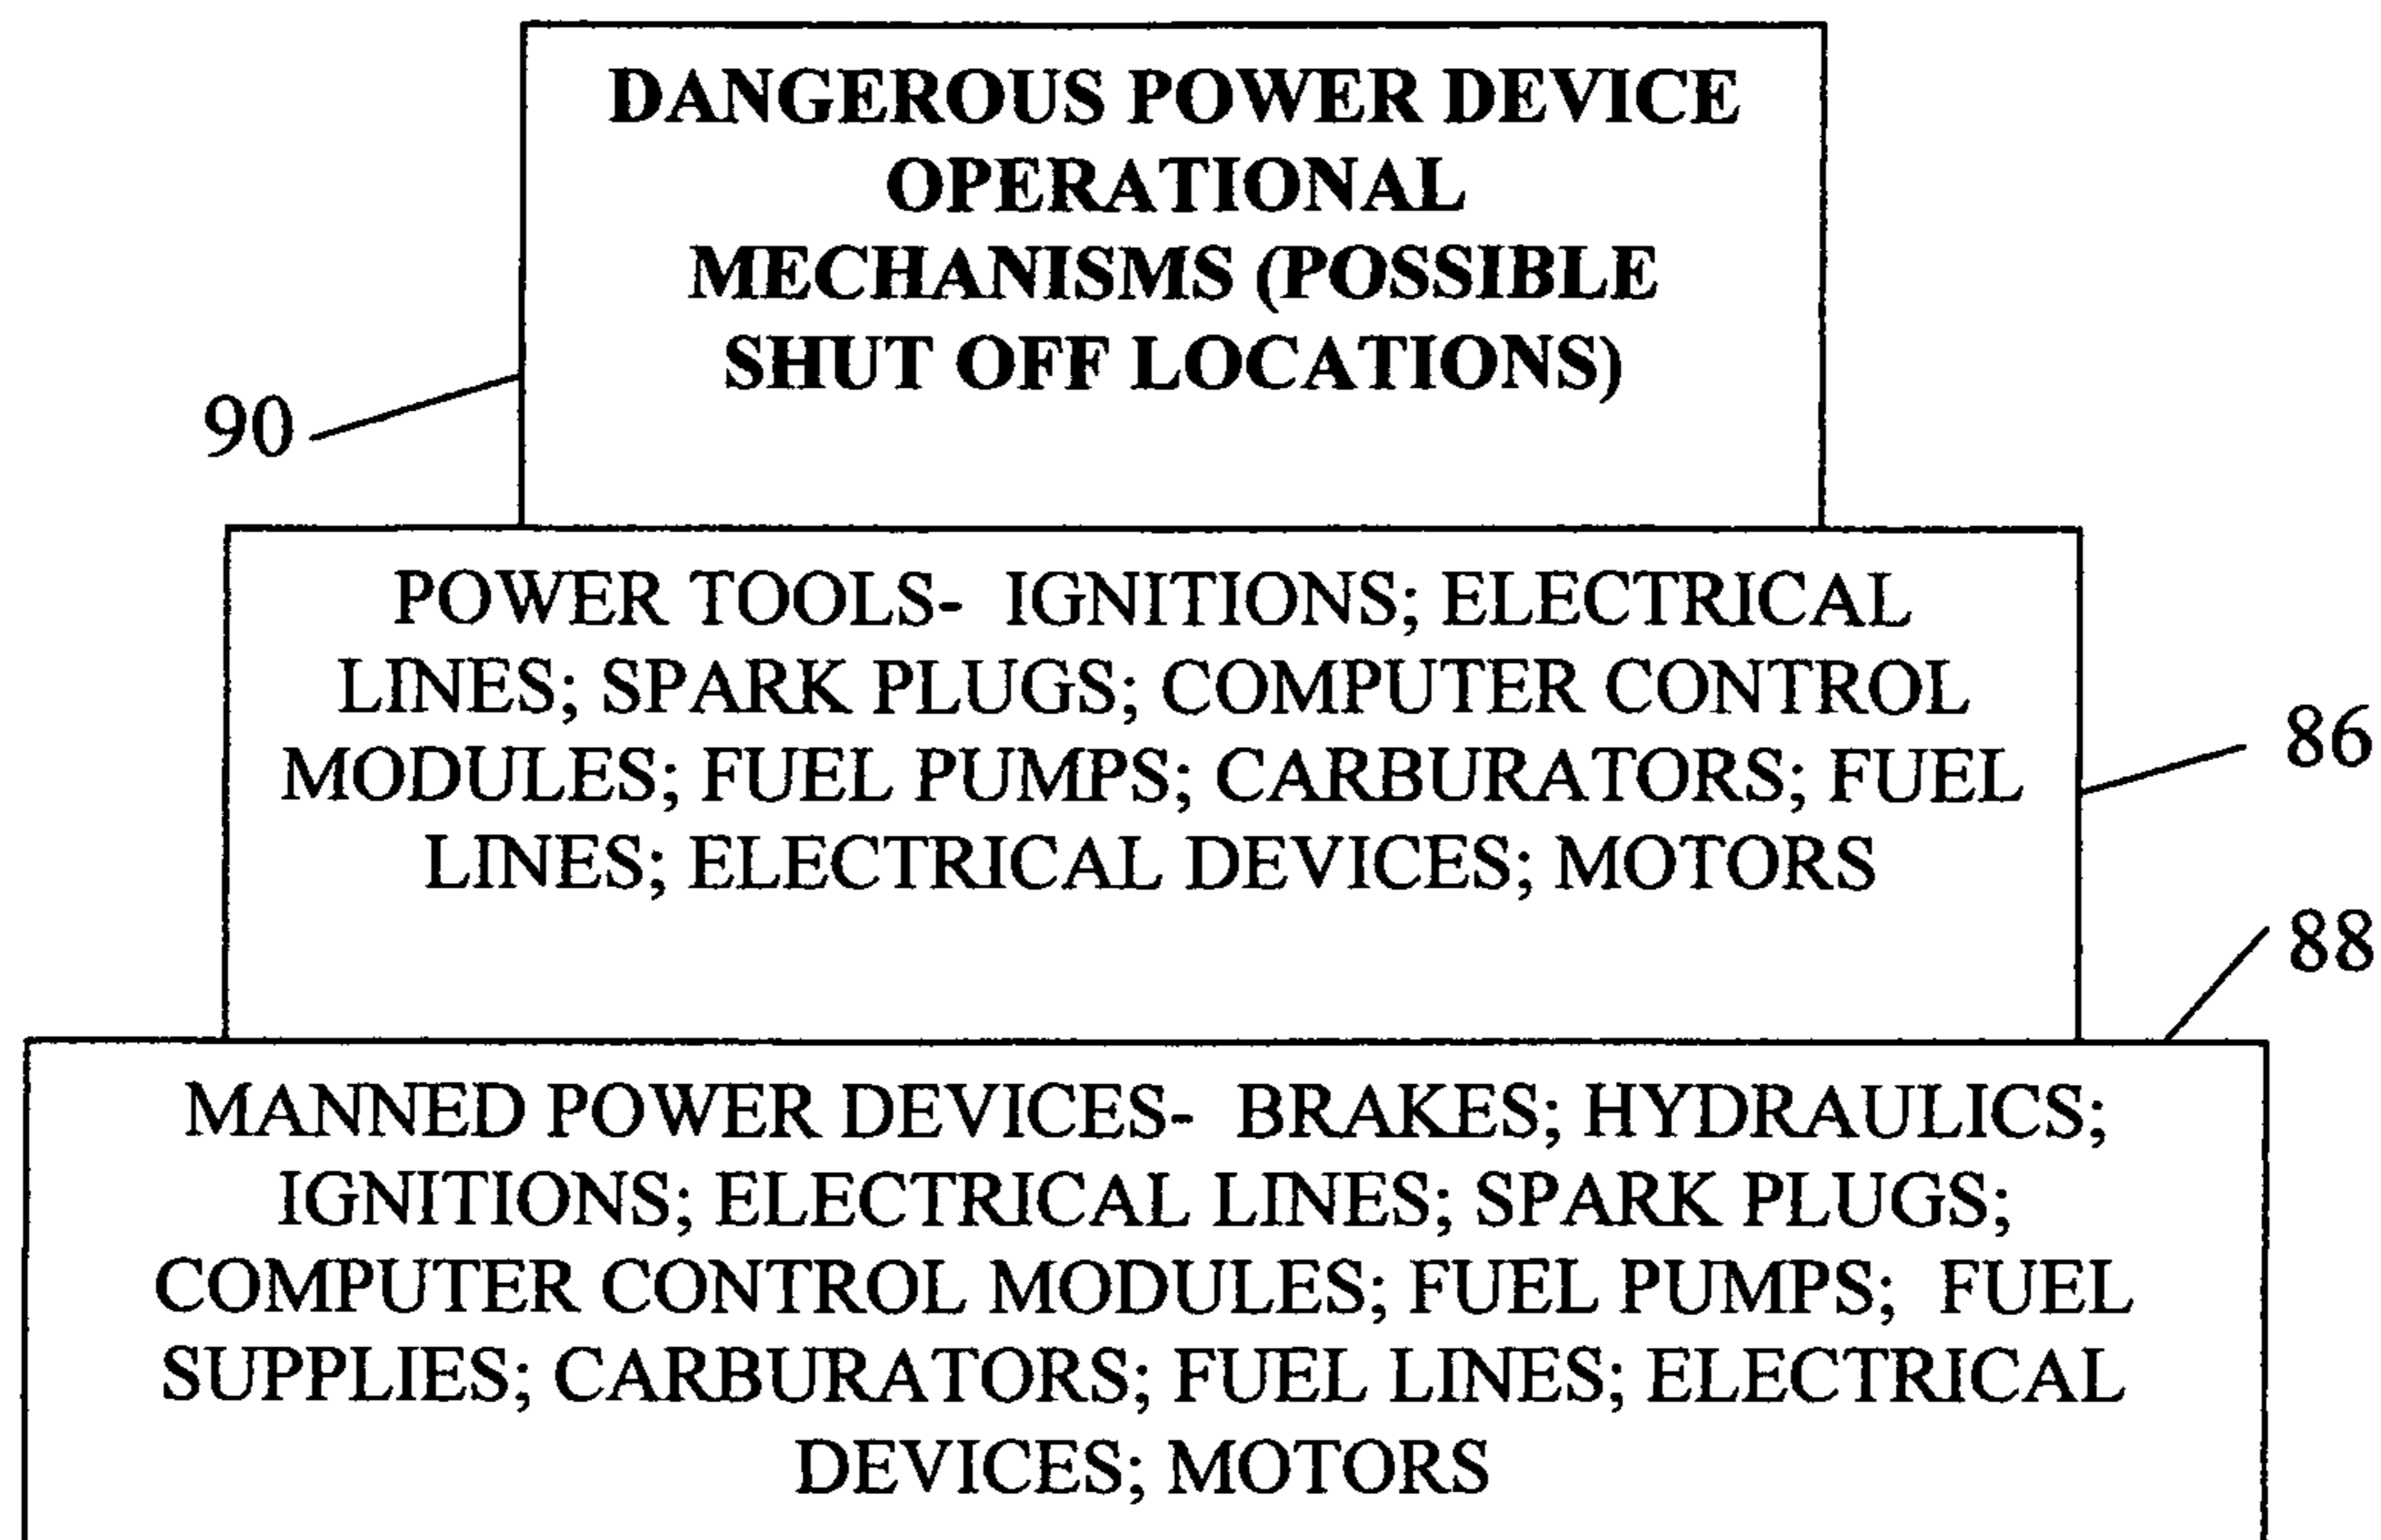 DANGEROUS POWER DEVICE
OPERATIONAL
MECHANISMS (POSSIBLE
SHUT OFF LOCATIONS)
90
POWER TOOLS- IGNITIONS; ELECTRICAL
LINES; SPARK PLUGS; COMPUTER CONTROL
MODULES; FUEL PUMPS; CARBURATORS; FUEL
LINES; ELECTRICAL DEVICES; MOTORS
86
88
MANNED POWER DEVICES- BRAKES; HYDRAULICS;
IGNITIONS; ELECTRICAL LINES; SPARK PLUGS;
COMPUTER CONTROL MODULES; FUEL PUMPS; FUEL
SUPPLIES; CARBURATORS; FUEL LINES; ELECTRICAL
DEVICES; MOTORS